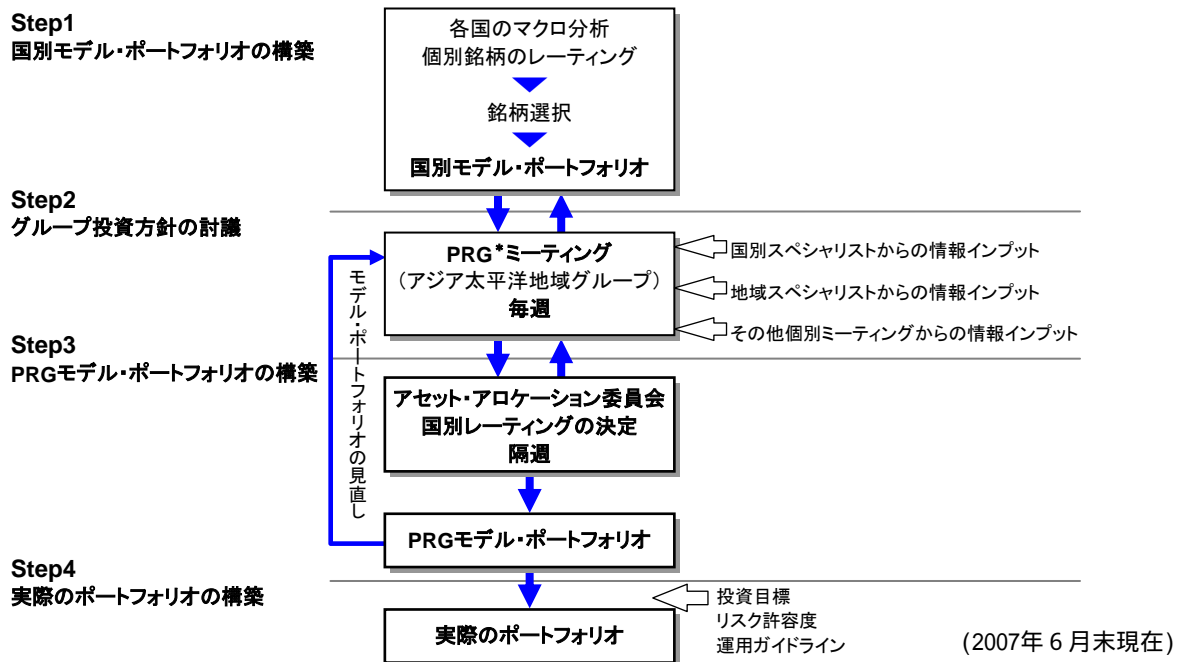 Step1
国別モデル・ポートフォリオの構築
各国のマクロ分析
個別銘柄のレーティング
銘柄選択
国別モデル・ポートフォリオ
Step2
グループ投資方針の討議
PRG*ミーティング
(アジア太平洋地域グループ)
毎週
国別スペシャリストからの情報インプット
地域スペシャリストからの情報インプット
その他個別ミーティングからの情報インプット
モデル・ポートフォリオの見直し
Step3
PRGモデル・ポートフォリオの構築
アセット・アロケーション委員会
国別レーティングの決定
隔週
PRGモデル・ポートフォリオ
Step4
実際のポートフォリオの構築
実際のポートフォリオ
投資目標
リスク許容度
運用ガイドライン
(2007年6月末現在)